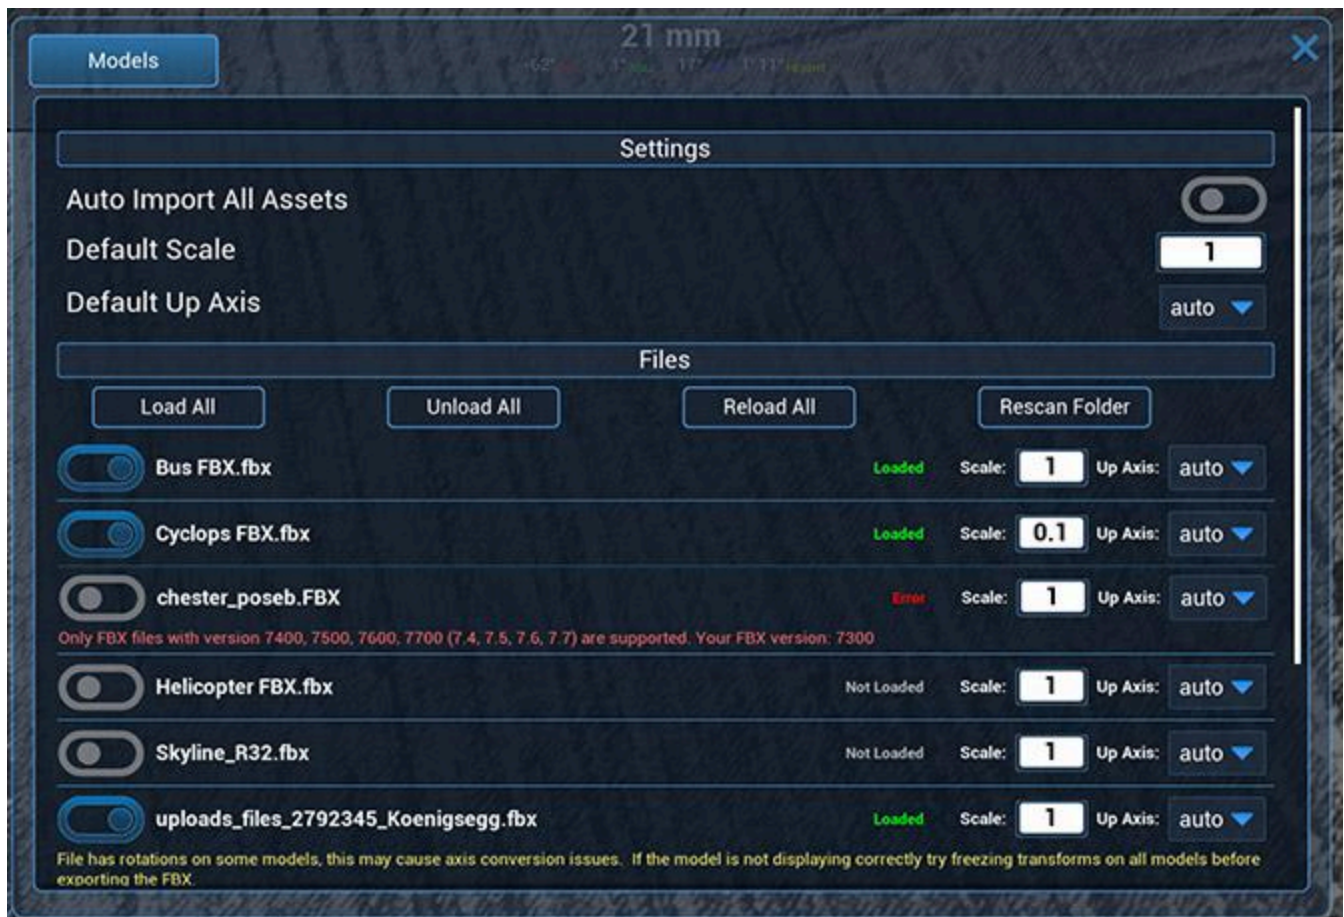 Models
21 mm
Settings
Auto Import All Assets
Default Scale 1
Default Up Axis auto
Files
Load All Unload All Reload All Rescan Folder
Bus FBX.fbx Loaded Scale: 1 Up Axis: auto
Cyclops FBX.fbx Loaded Scale: 0.1 Up Axis: auto
chester_poseb.FBX Error Scale: 1 Up Axis: auto
Only FBX files with version 7400, 7500, 7600, 7700 (7.4, 7.5, 7.6, 7.7) are supported. Your FBX version: 7300
Helicopter FBX.fbx Not Loaded Scale: 1 Up Axis: auto
Skyline_R32.fbx Not Loaded Scale: 1 Up Axis: auto
uploads_files_2792345_Koenigsegg.fbx Loaded Scale: 1 Up Axis: auto
File has rotations on some models, this may cause axis conversion issues. If the model is not displaying correctly try freezing transforms on all models before
exporting the FBX.